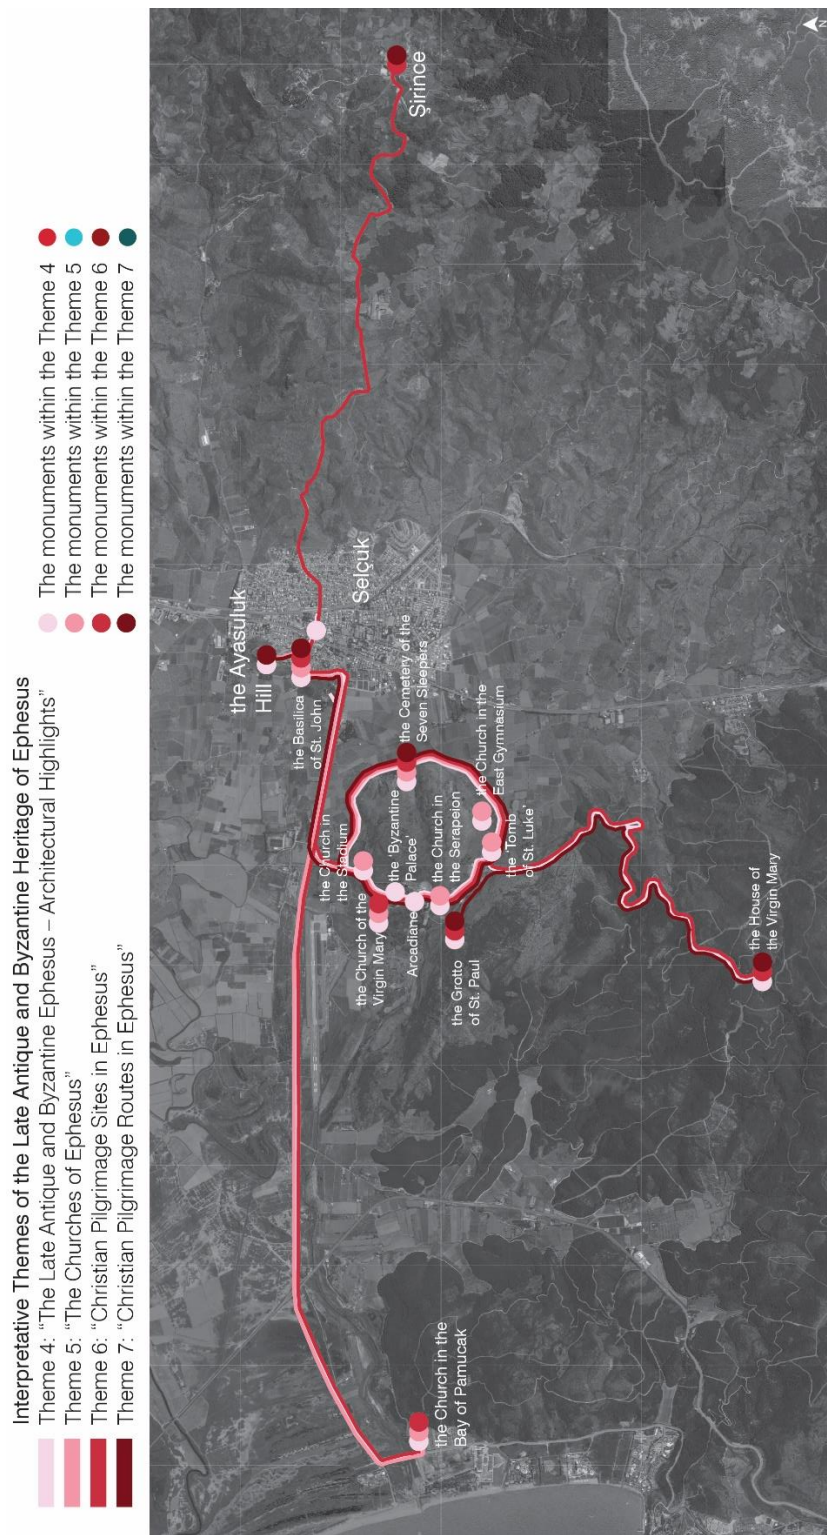 Interpretative Themes of the Late Antique and Byzantine Heritage of Ephesus
Theme 4: “The Late Antique and Byzantine Ephesus – Architectural Highlights”
Theme 5: “The Churches of Ephesus”
Theme 6: “Christian Pilgrimage Sites in Ephesus”
Theme 7: “Christian Pilgrimage Routes in Ephesus”
The monuments within the Theme 4
The monuments within the Theme 5
The monuments within the Theme 6
The monuments within the Theme 7
N
Şirince
the Ayasuluk
Hill
Selçuk
the Basilica
of St. John
the Cemetery of the
Seven Sleepers
the Church in
the Stadium
the ‘Byzantine
Palace’
the Church in the
East Gymnasium
the Church of the
Virgin Mary
Arcadiane
the Church in
the Serapeion
the ‘Tomb
of St. Luke’
the Grotto
of St. Paul
the House of
the Virgin Mary
the Church in the
Bay of Pamucak